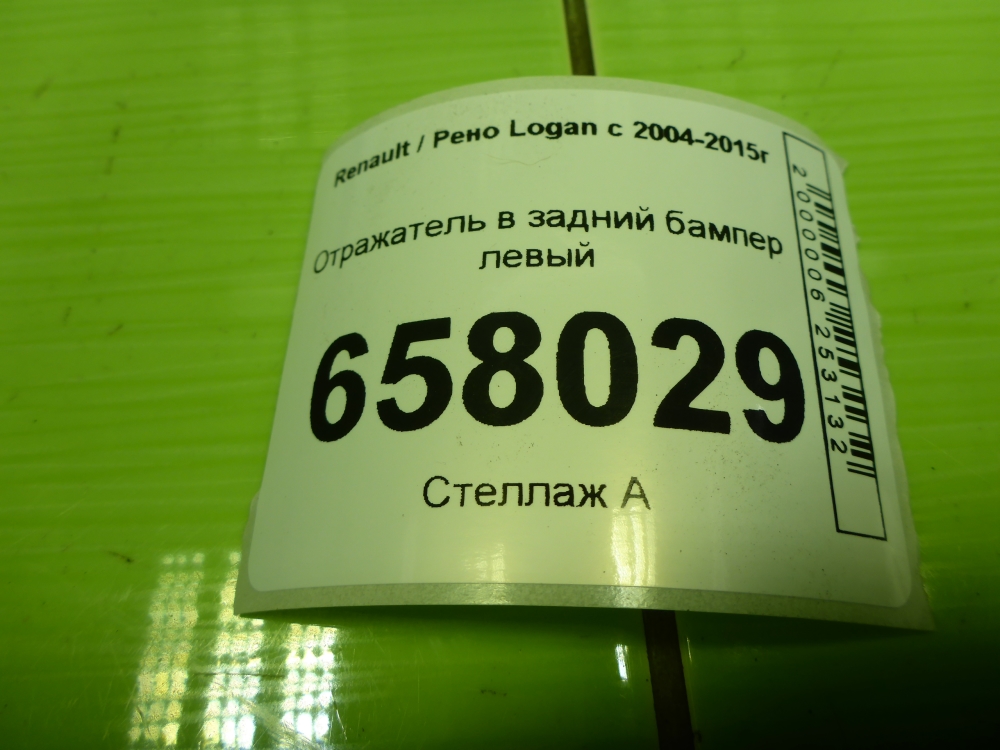 Renault / Рено Logan с 2004-2015г
Отражатель в задний бампер
левый
658029
Стеллаж А
2000006253132